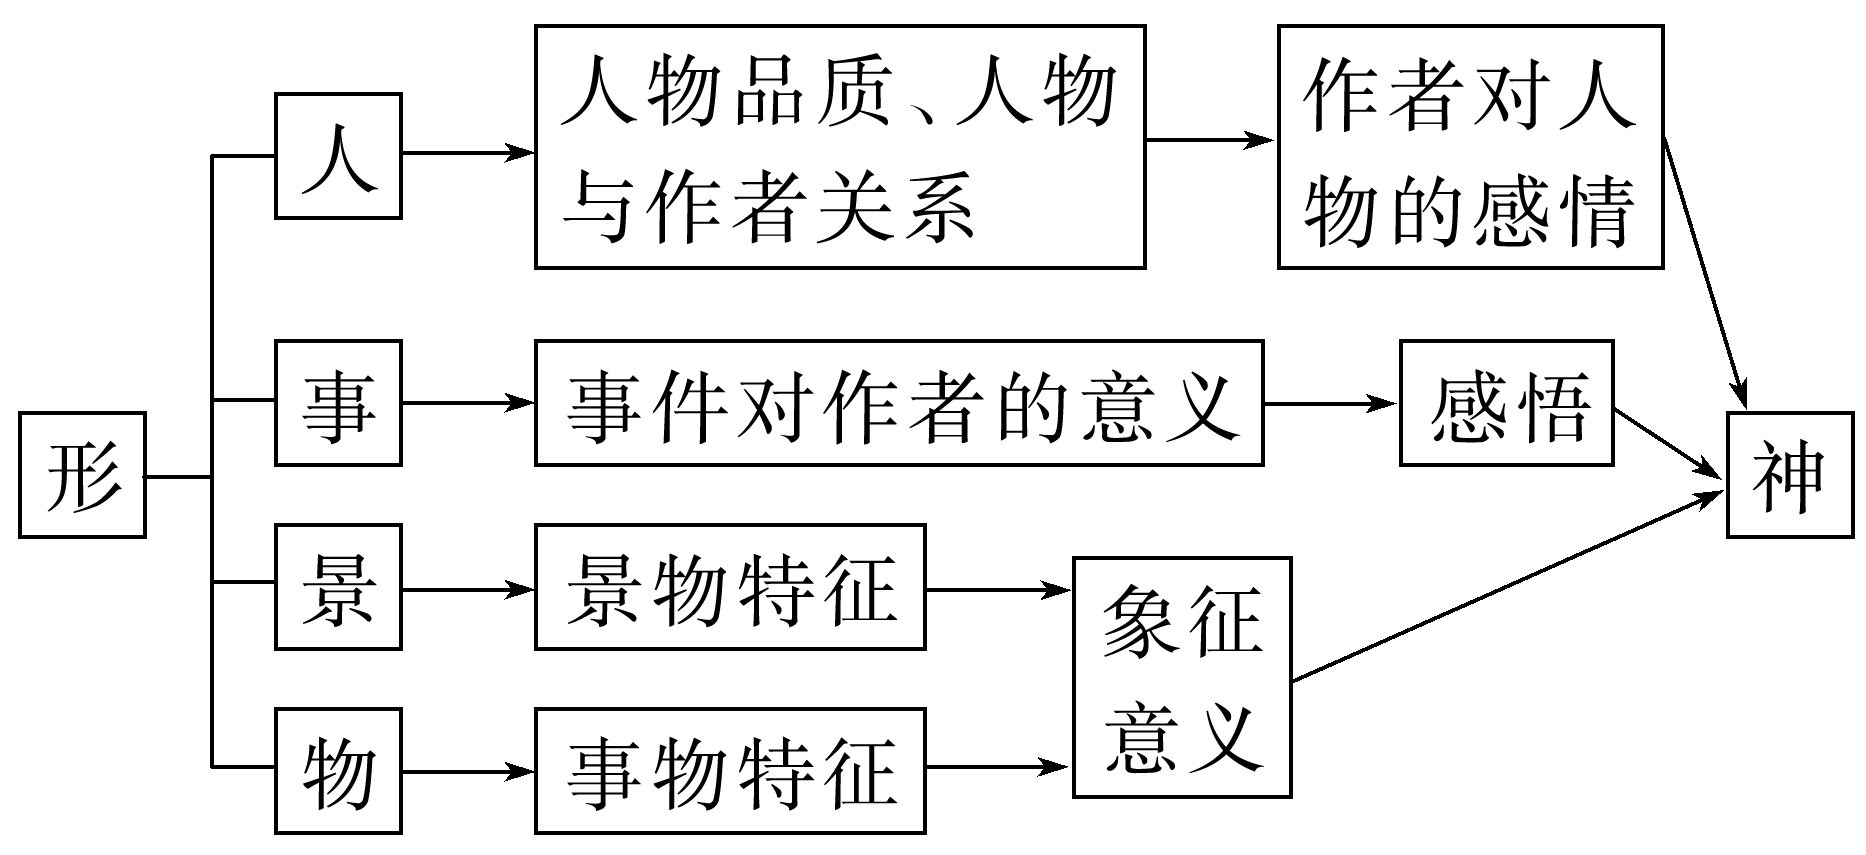 形
人
人物品质、人物
与作者关系
作者对人
物的感情
事
事件对作者的意义
感悟
景
景物特征
物
事物特征
象征
意义
神